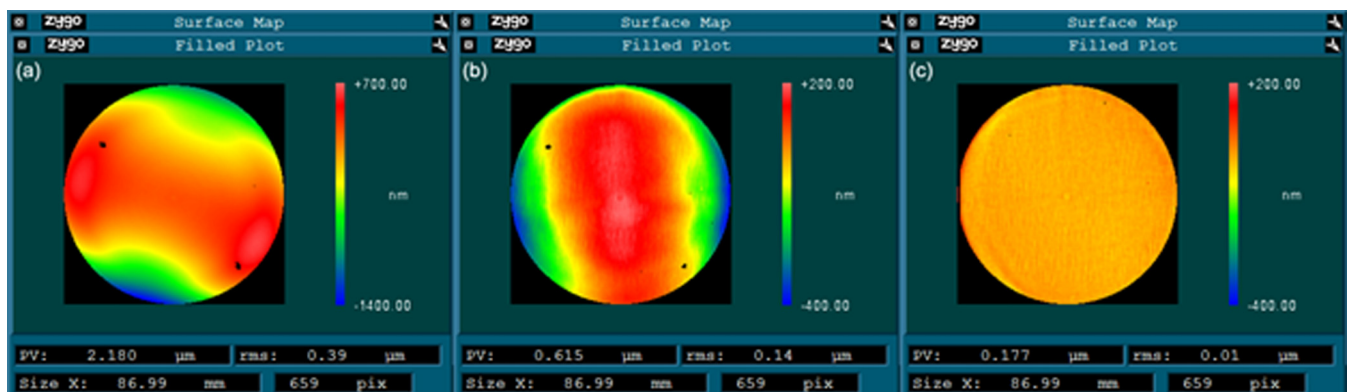 zygo Surface Map
zygo Filled Plot
(a)
+700.00
nm
-1400.00
PV: 2.180 μm rms: 0.39 μm
Size X: 86.99 mm 659 pix
zygo Surface Map
zygo Filled Plot
(b)
+200.00
nm
-400.00
PV: 0.615 μm rms: 0.14 μm
Size X: 86.99 mm 659 pix
zygo Surface Map
zygo Filled Plot
(c)
+200.00
nm
-400.00
PV: 0.177 μm rms: 0.01 μm
Size X: 86.99 mm 659 pix